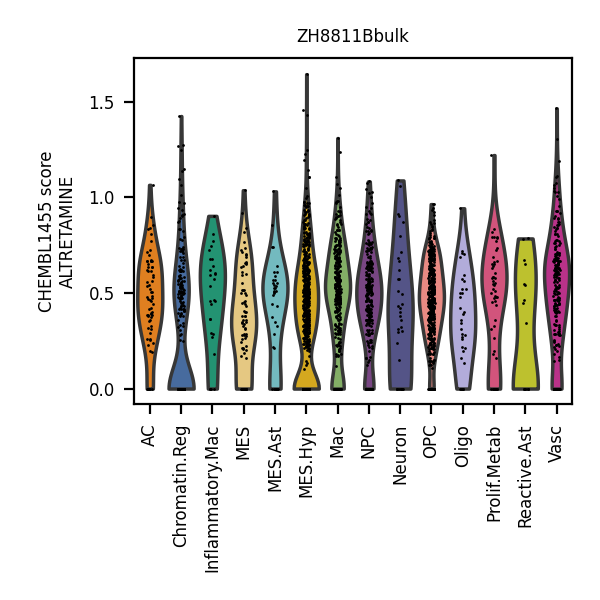 ZH8811Bbulk
CHEMBL1455 score
ALTRETAMINE
1.5
1.0
0.5
0.0
AC
Chromatin.Reg
Inflammatory.Mac
MES
MES.Ast
MES.Hyp
Mac
NPC
Neuron
OPC
Oligo
Prolif.Metab
Reactive.Ast
Vasc